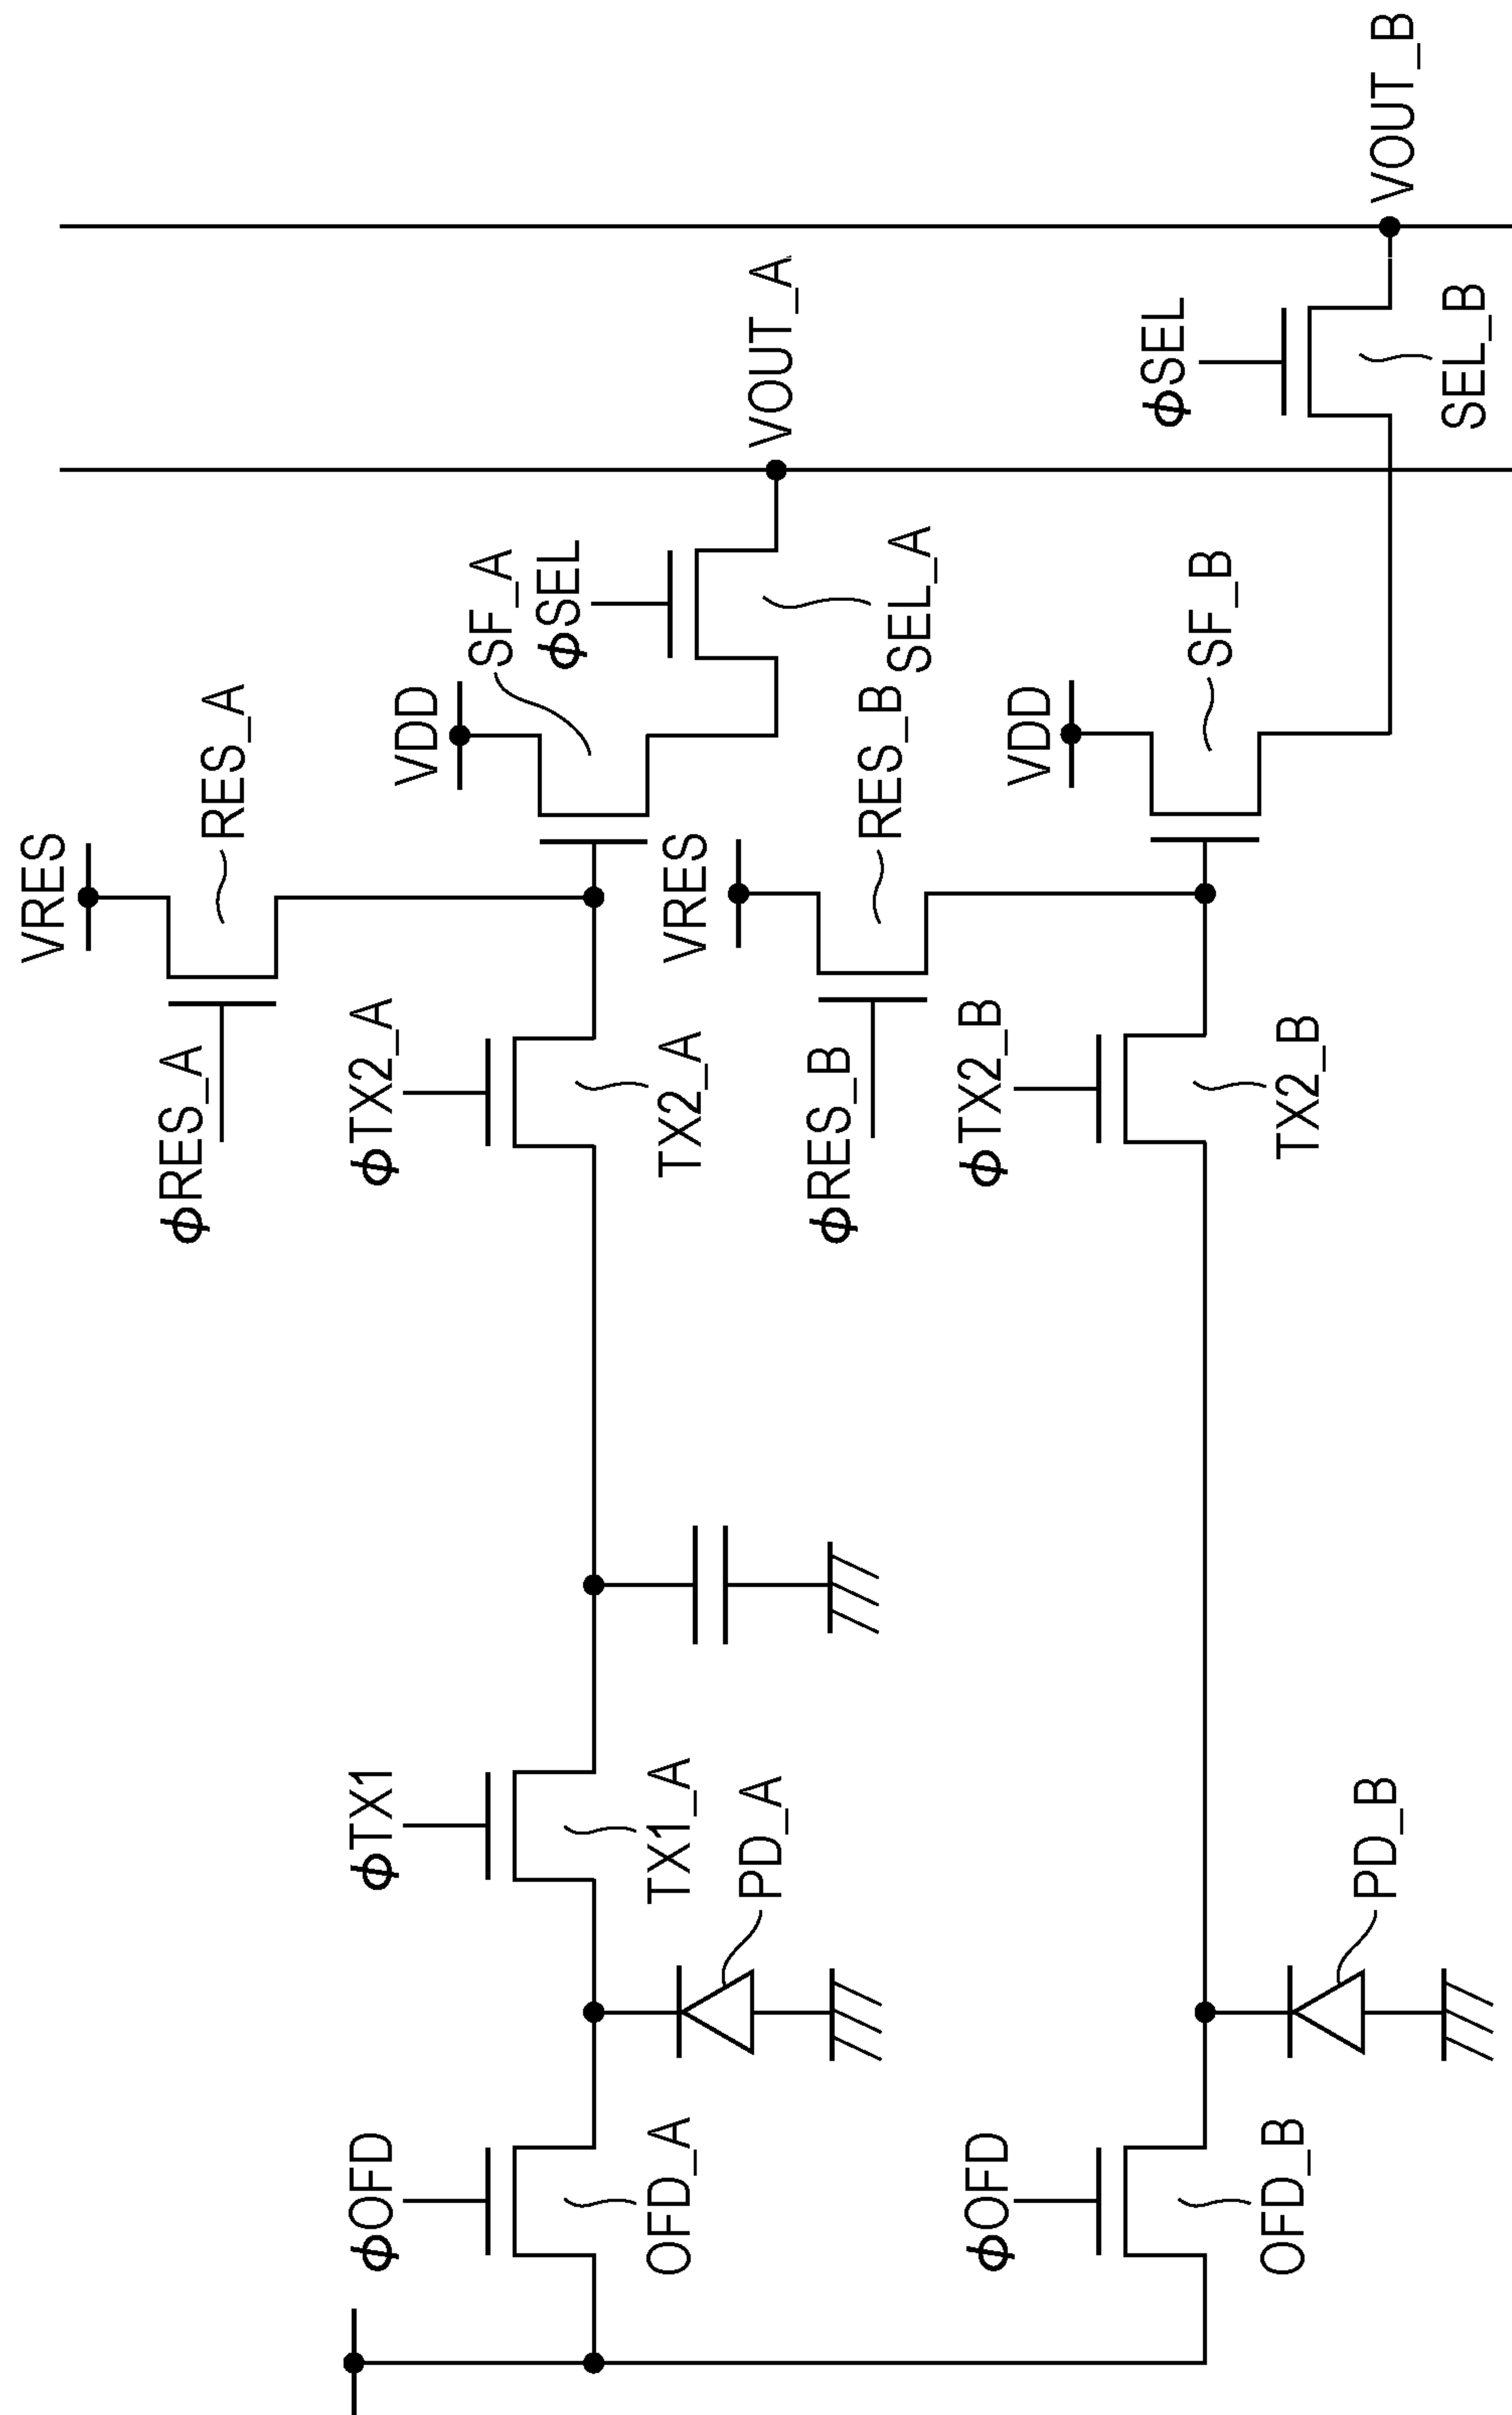 VRES
RES_A
ϕRES_A
VDD
SF_A
ϕSEL
VOUT_A
SEL_A
ϕTX2_A
TX2_A
VRES
RES_B
ϕRES_B
VDD
SF_B
ϕSEL
VOUT_B
SEL_B
ϕTX2_B
TX2_B
ϕTX1
TX1_A
PD_A
PD_B
ϕOFD
OFD_A
ϕOFD
OFD_B